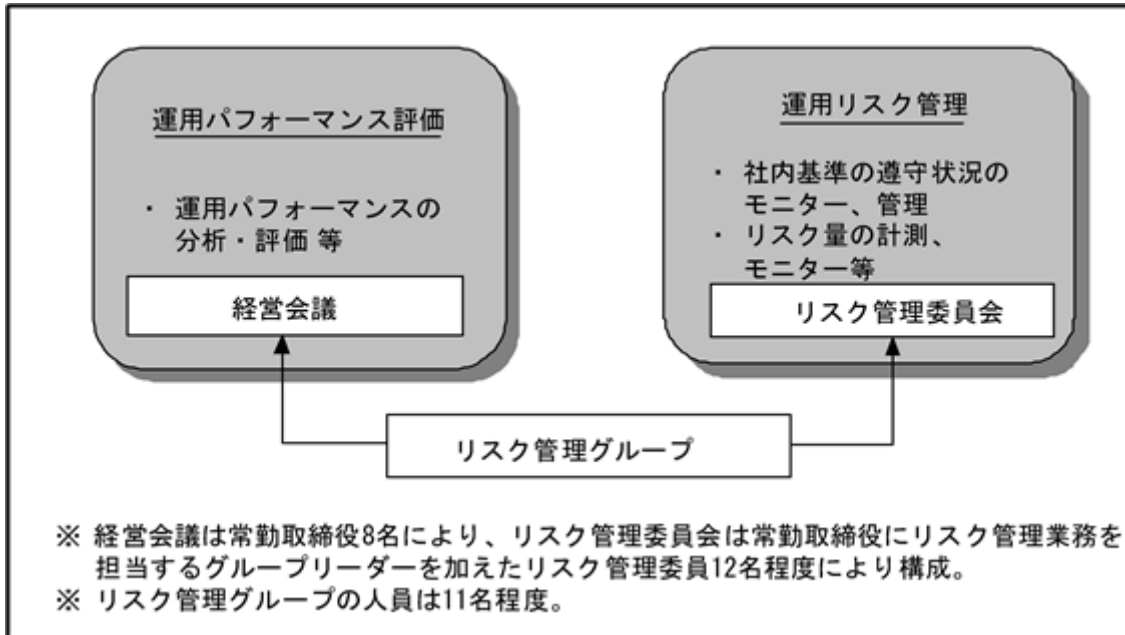 運用パフォーマンス評価
・ 運用パフォーマンスの
分析・評価 等
経営会議
運用リスク管理
・ 社内基準の遵守状況の
モニター、管理
・ リスク量の計測、
モニター等
リスク管理委員会
リスク管理グループ
※ 経営会議は常勤取締役8名により、リスク管理委員会は常勤取締役にリスク管理業務を
担当するグループリーダーを加えたリスク管理委員12名程度により構成。
※ リスク管理グループの人員は11名程度。